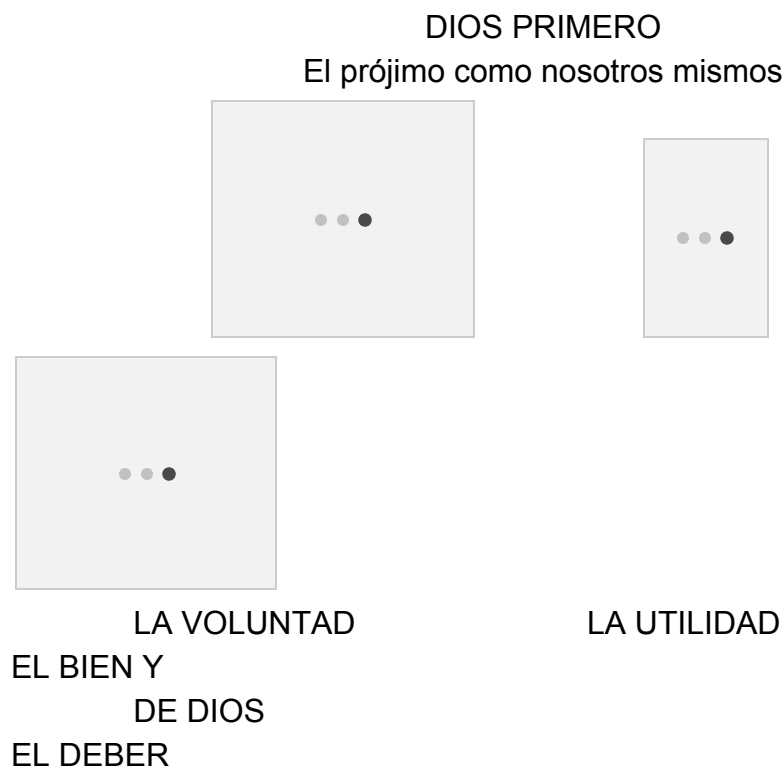 DIOS PRIMERO
El prójimo como nosotros mismos
LA VOLUNTAD LA UTILIDAD
EL BIEN Y
DE DIOS
EL DEBER